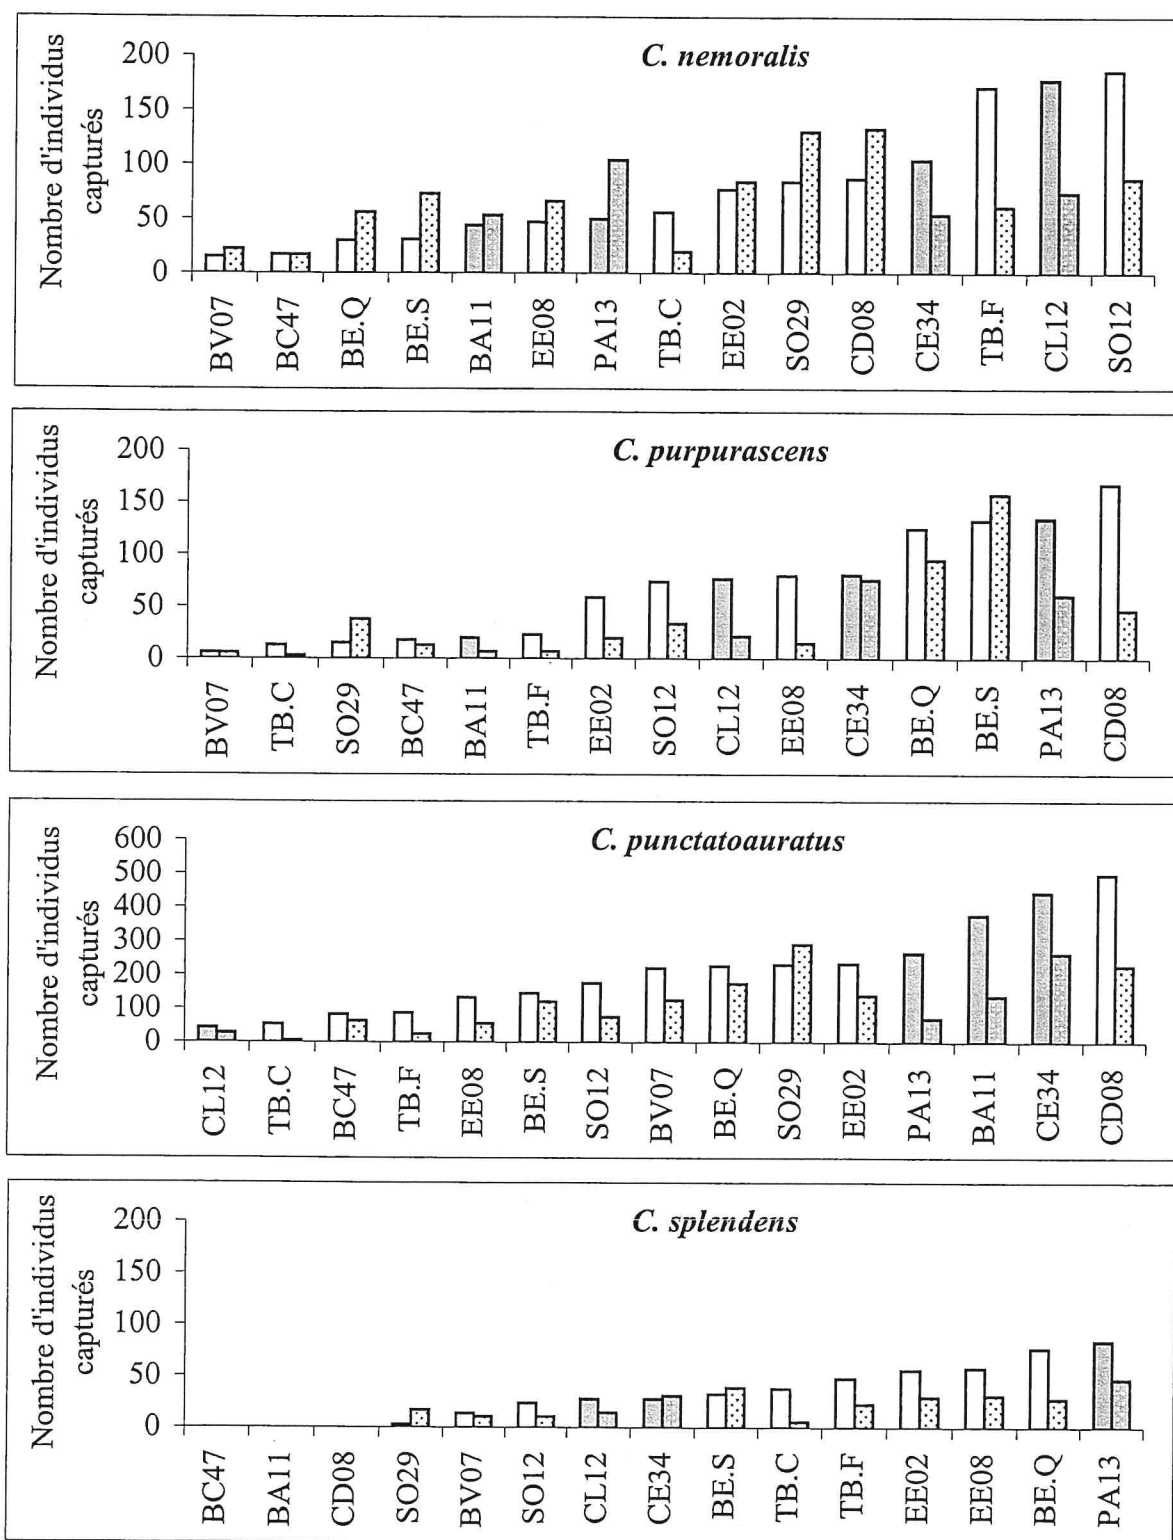 C. nemoralis
Nombre d'individus
capturés
200
150
100
50
0
BV07 BC47 BE.Q BE.S BA11 EE08 PA13 TB.C EE02 SO29 CD08 CE34 TB.F CL12 SO12
C. purpurascens
Nombre d'individus
capturés
200
150
100
50
0
BV07 TB.C SO29 BC47 BA11 TB.F EE02 SO12 CL12 EE08 CE34 BE.Q BE.S PA13 CD08
C. punctatoauratus
Nombre d'individus
capturés
600
500
400
300
200
100
0
CL12 TB.C BC47 TB.F EE08 BE.S SO12 BV07 BE.Q SO29 EE02 PA13 BA11 CE34 CD08
C. splendens
Nombre d'individus
capturés
200
150
100
50
0
BC47 BA11 CD08 SO29 BV07 SO12 CL12 CE34 BE.S TB.C TB.F EE02 EE08 BE.Q PA13